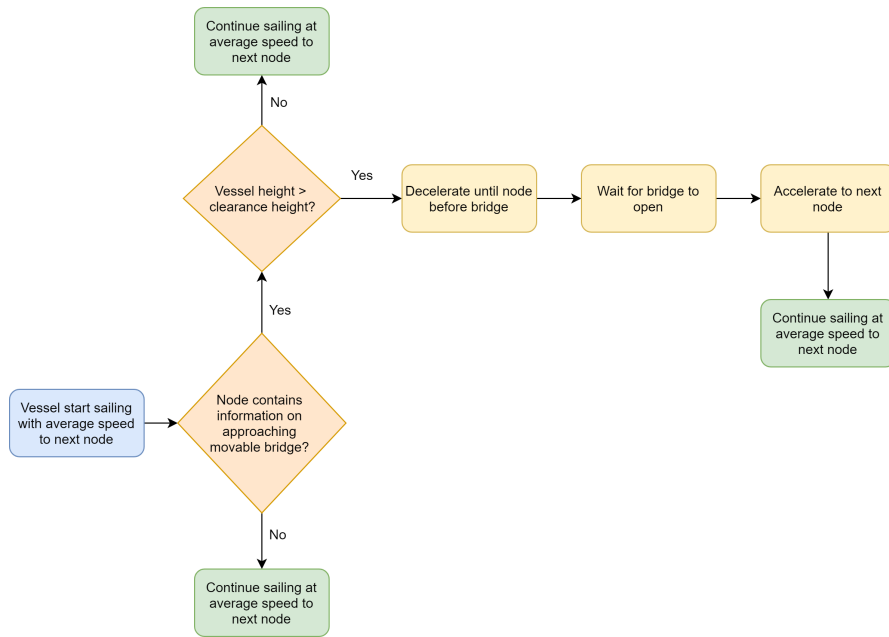 Continue sailing at
average speed to
next node
No
Vessel height >
clearance height?
Yes
Decelerate until node
before bridge
Wait for bridge to
open
Accelerate to next
node
Yes
Continue sailing at
average speed to
next node
Vessel start sailing
with average speed
to next node
Node contains
information on
approaching
movable bridge?
No
Continue sailing at
average speed to
next node